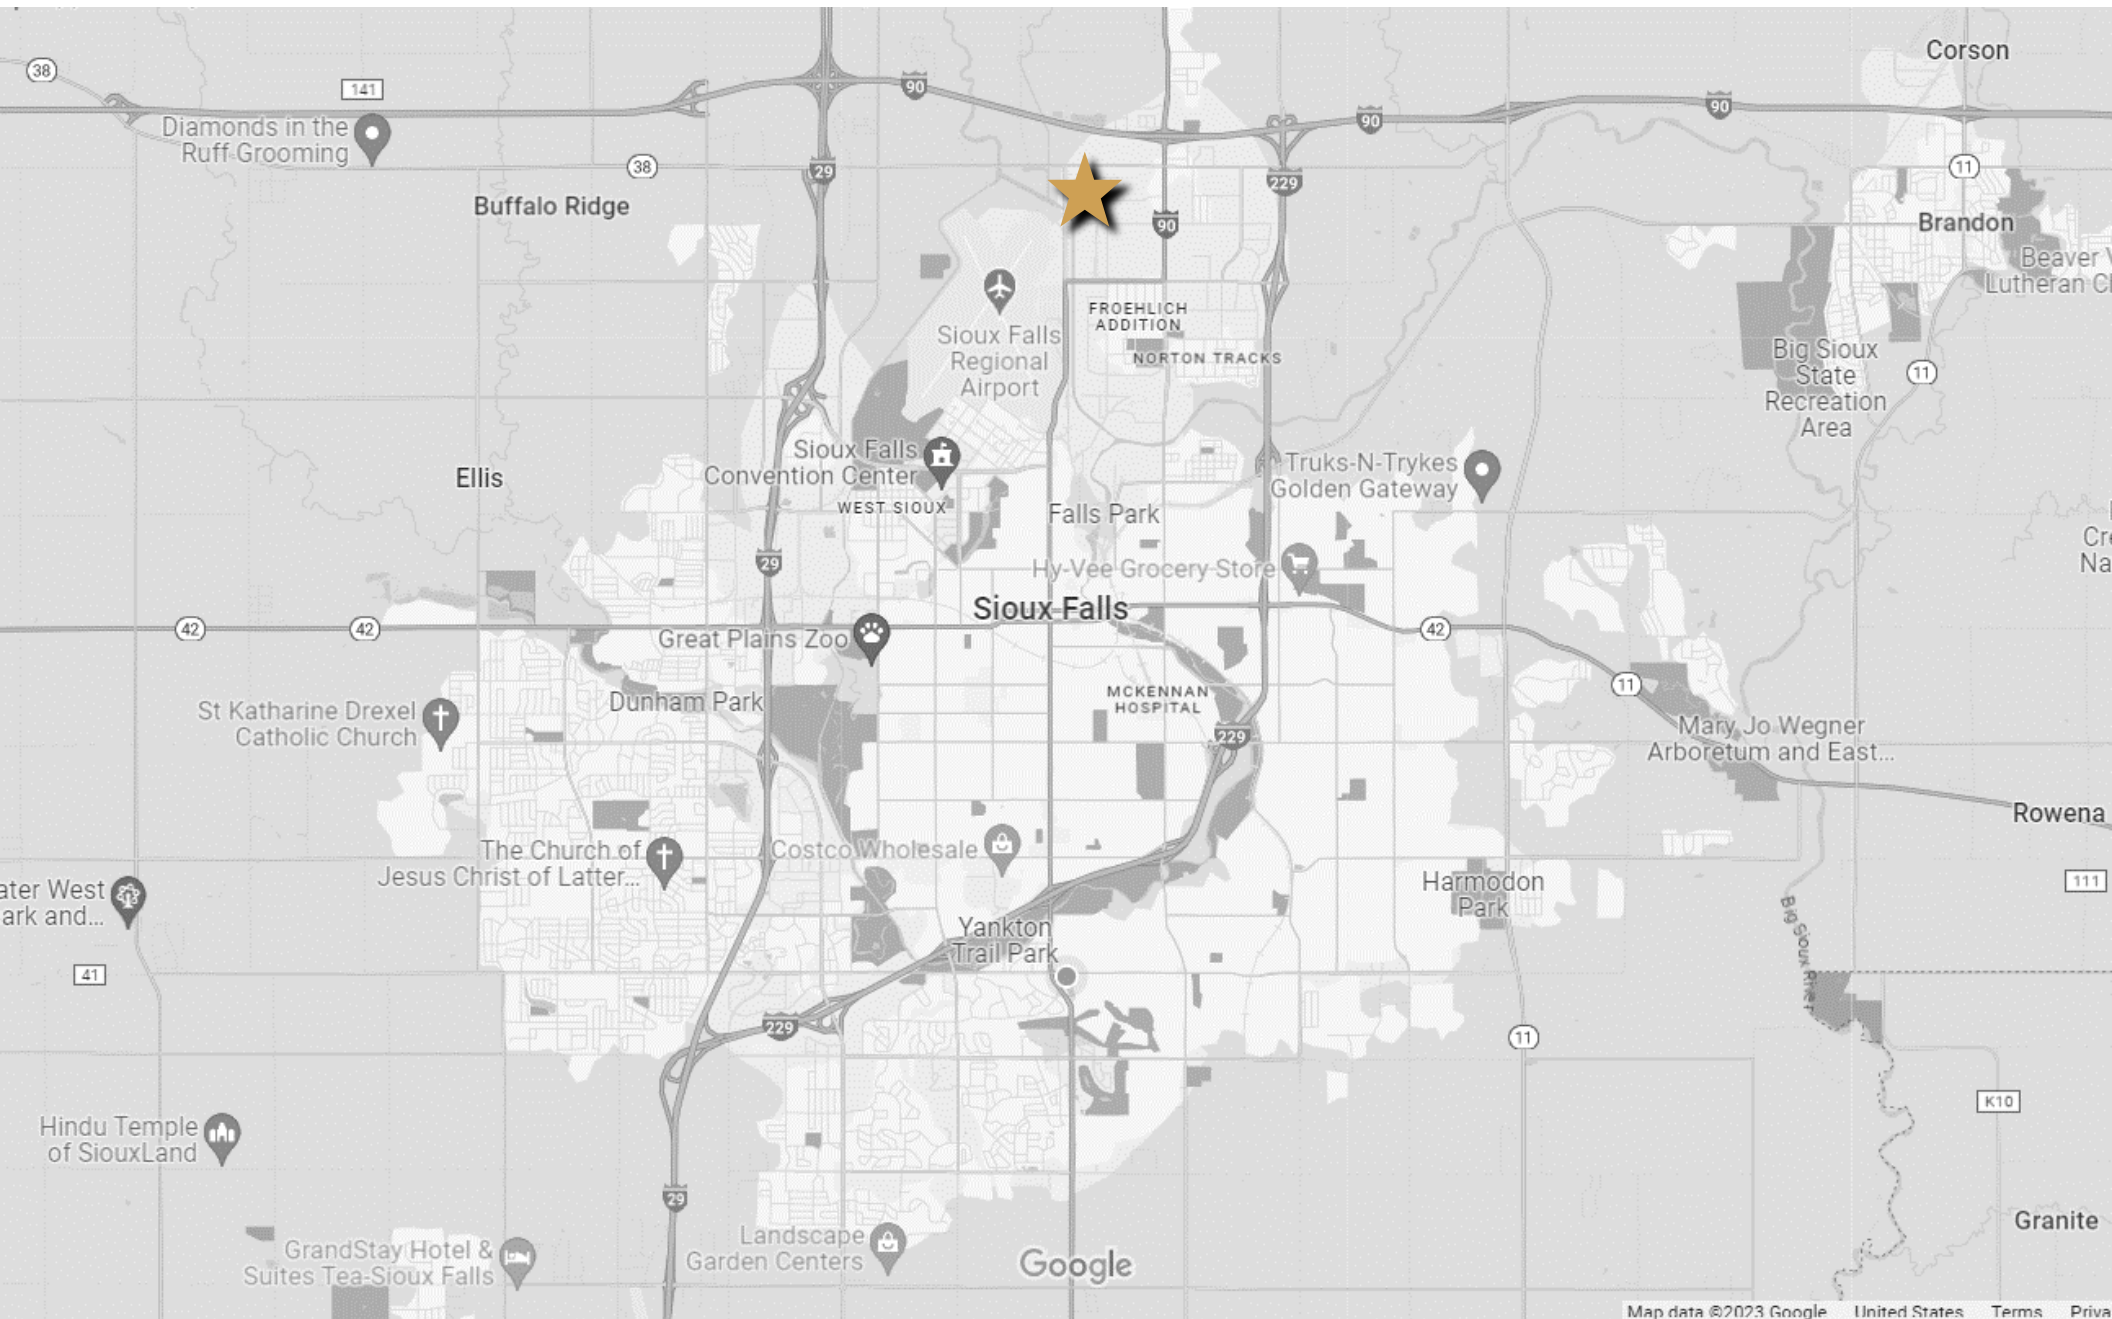 Corson
38
90
141
90
90
90
Diamonds in the
Ruff Grooming
38
29
229
11
Buffalo Ridge
90
Brandon
Beaver V
Lutheran C
FROEHLICH
ADDITION
Sioux Falls
Regional
Airport
NORTON TRACKS
Big Sioux
State
Recreation
Area
11
Sioux Falls
Convention Center
Ellis
Truks-N-Trykes
Golden Gateway
WEST SIOUX
Falls Park
Cre
Na
29
Hy-Vee Grocery Store
Sioux Falls
42
42
42
Great Plains Zoo
11
MCKENNAN
HOSPITAL
Dunham Park
St Katharine Drexel
Catholic Church
229
Mary Jo Wegner
Arboretum and East...
Rowena
The Church of
Jesus Christ of Latter...
Costco Wholesale
Harmodon
Park
111
ater West
ark and...
Big Sioux River
Yankton
Trail Park
41
229
11
K10
Hindu Temple
of SiouxLand
29
Granite
Landscape
Garden Centers
GrandStay Hotel &
Suites Tea-Sioux Falls
Google
Map data ©2023 Google United States Terms Priva